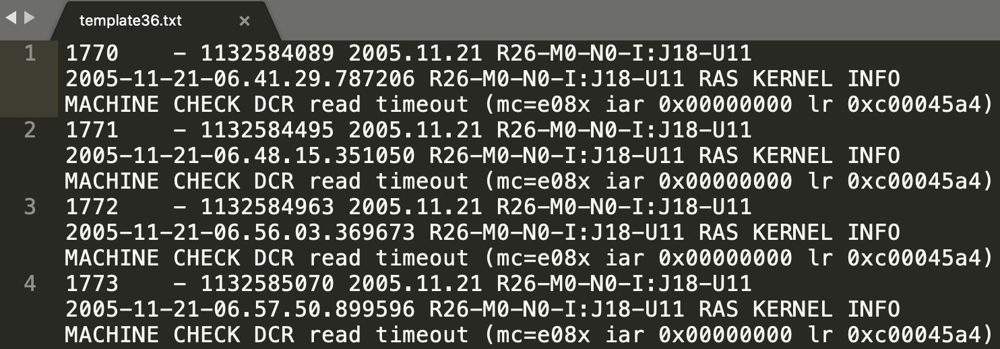 template36.txt ×
1 1770    - 1132584089 2005.11.21 R26-M0-N0-I:J18-U11
2005-11-21-06.41.29.787206 R26-M0-N0-I:J18-U11 RAS KERNEL INFO
MACHINE CHECK DCR read timeout (mc=e08x iar 0x00000000 lr 0xc00045a4)
2 1771    - 1132584495 2005.11.21 R26-M0-N0-I:J18-U11
2005-11-21-06.48.15.351050 R26-M0-N0-I:J18-U11 RAS KERNEL INFO
MACHINE CHECK DCR read timeout (mc=e08x iar 0x00000000 lr 0xc00045a4)
3 1772    - 1132584963 2005.11.21 R26-M0-N0-I:J18-U11
2005-11-21-06.56.03.369673 R26-M0-N0-I:J18-U11 RAS KERNEL INFO
MACHINE CHECK DCR read timeout (mc=e08x iar 0x00000000 lr 0xc00045a4)
4 1773    - 1132585070 2005.11.21 R26-M0-N0-I:J18-U11
2005-11-21-06.57.50.899596 R26-M0-N0-I:J18-U11 RAS KERNEL INFO
MACHINE CHECK DCR read timeout (mc=e08x iar 0x00000000 lr 0xc00045a4)